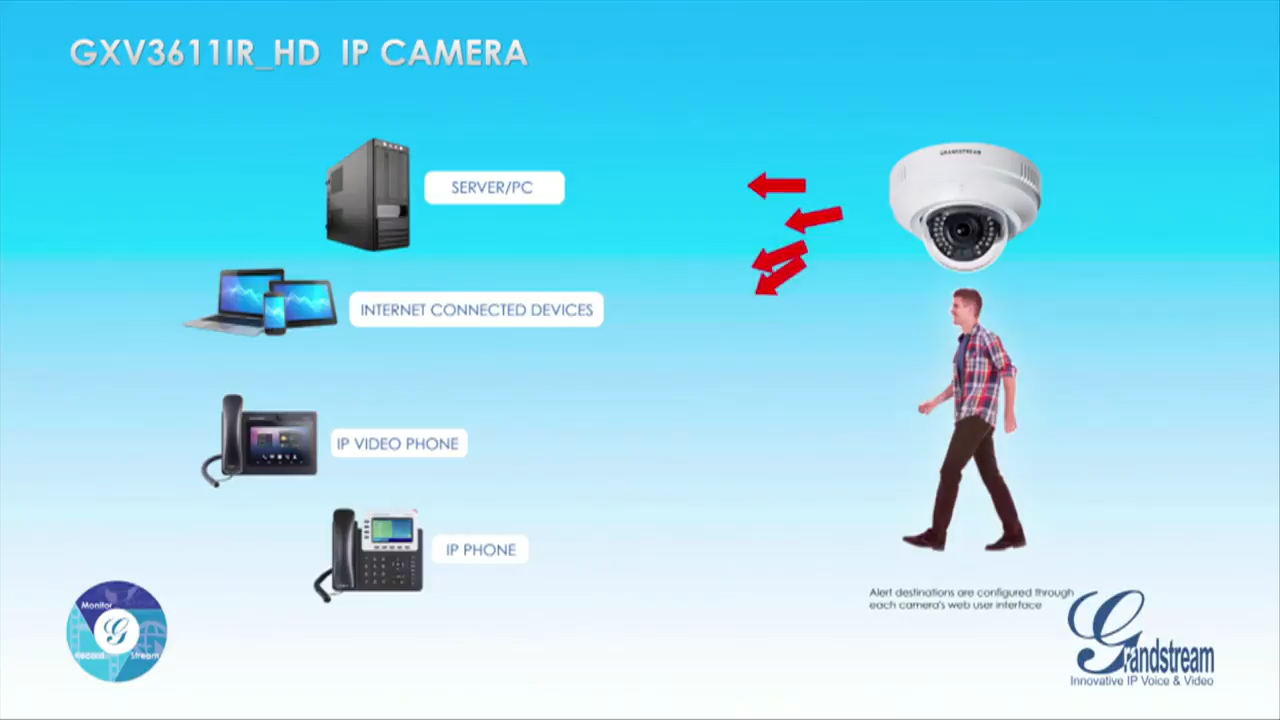 GXV3611IR_HD IP CAMERA
GRANDSTREAM
SERVER/PC
INTERNET CONNECTED DEVICES
IP VIDEO PHONE
IP PHONE
Alert destinations are configured through
each camera's web user interface
Monitor
G
Record
Stream
Grandstream
Innovative IP Voice & Video